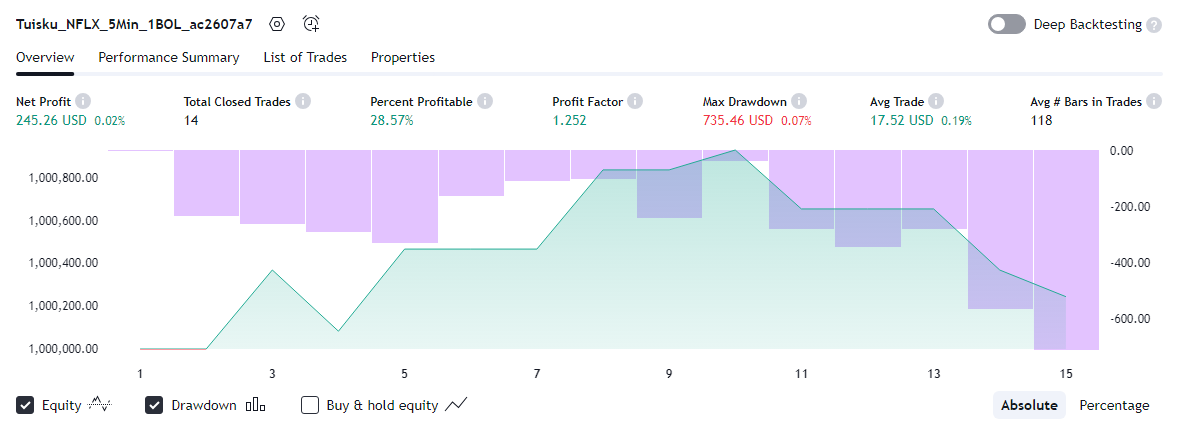 Tuisku_NFLX_5Min_1BOL_ac2607a7 Deep Backtesting ?
Overview Performance Summary List of Trades Properties
Net Profit Total Closed Trades Percent Profitable Profit Factor Max Drawdown Avg Trade Avg # Bars in Trades
245.26 USD 0.02% 14 28.57% 1.252 735.46 USD 0.07% 17.52 USD 0.19% 118
0.00
1,000,800.00
-200.00
1,000,600.00
1,000,400.00 -400.00
1,000,200.00
-600.00
1,000,000.00
1 3 5 7 9 11 13 15
Equity Drawdown Buy & hold equity Absolute Percentage